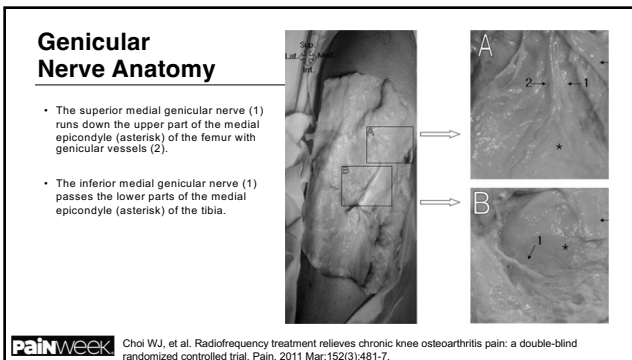 Genicular
Nerve Anatomy
• The superior medial genicular nerve (1)
runs down the upper part of the medial
epicondyle (asterisk) of the femur with
genicular vessels (2).
• The inferior medial genicular nerve (1)
passes the lower parts of the medial
epicondyle (asterisk) of the tibia.
Sup.
Lat. Med.
Inf.
A
B
A
2 1
*
B
1
*
PAINWEEK. Choi WJ, et al. Radiofrequency treatment relieves chronic knee osteoarthritis pain: a double-blind
randomized controlled trial. Pain. 2011 Mar;152(3):481-7.